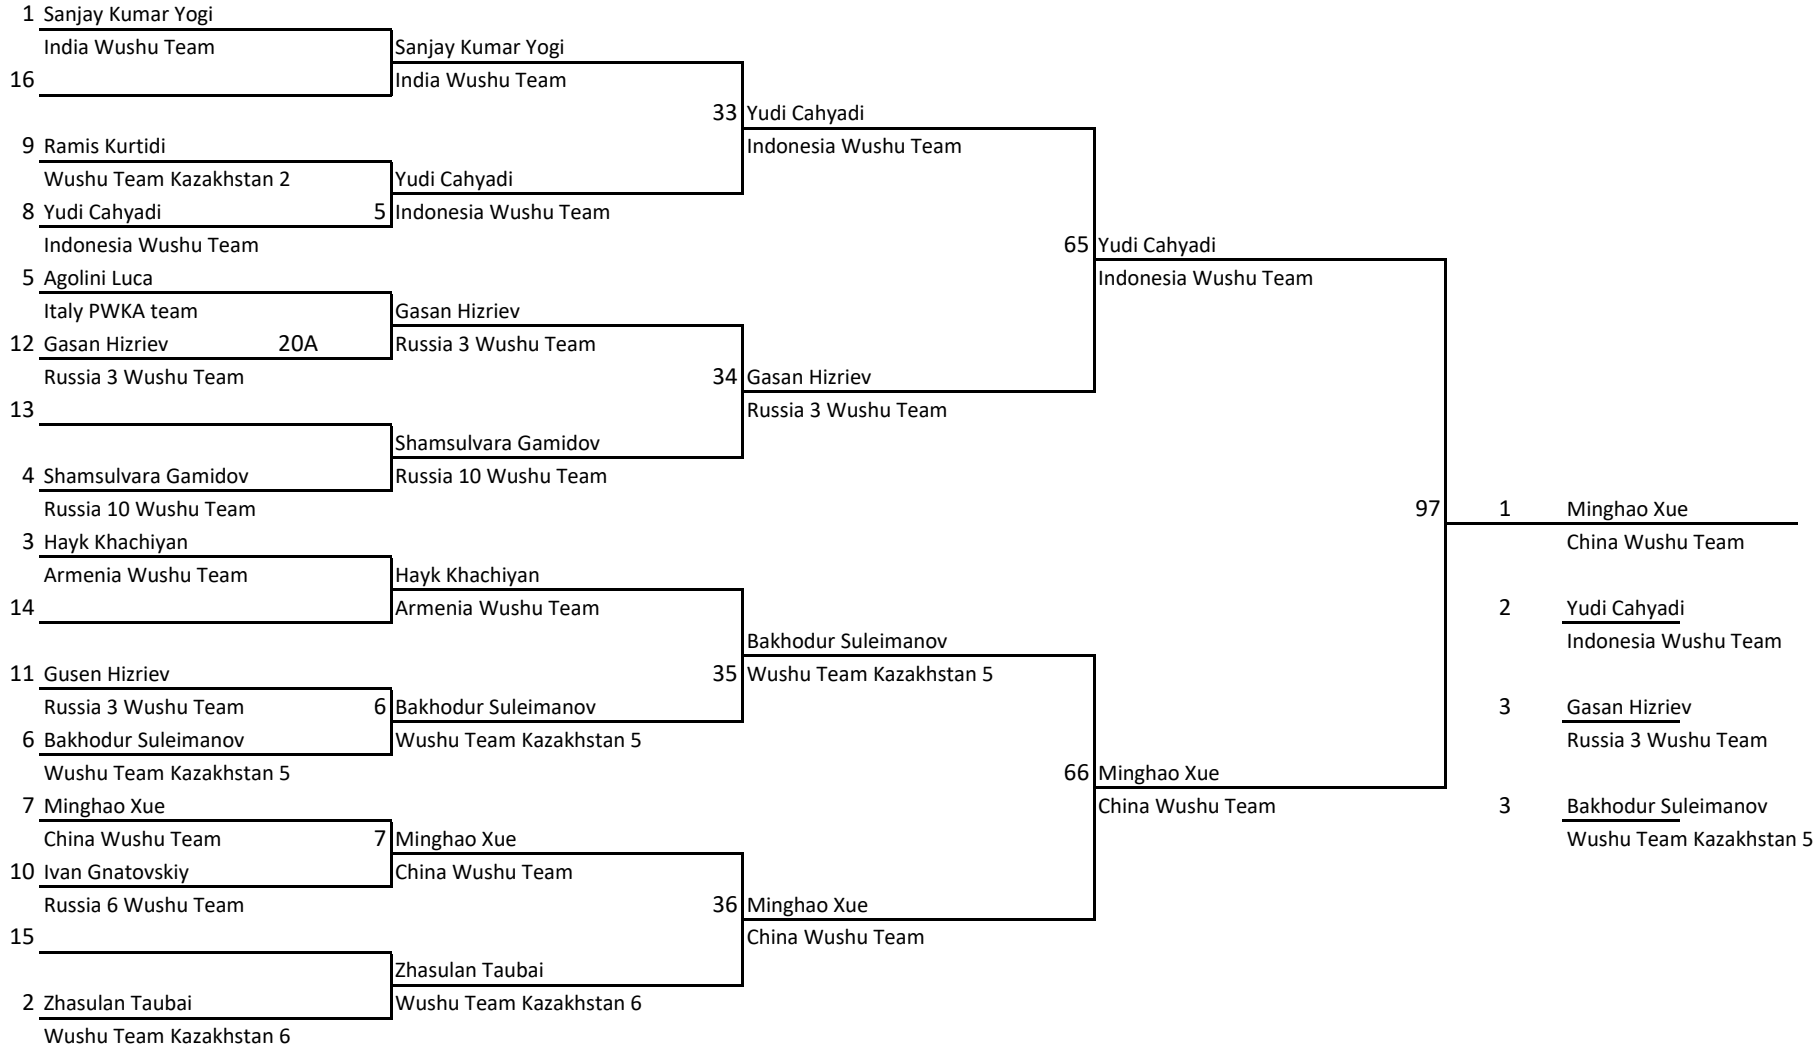 1 Sanjay Kumar Yogi
India Wushu Team
Sanjay Kumar Yogi
16
India Wushu Team
33 Yudi Cahyadi
9 Ramis Kurtidi
Indonesia Wushu Team
Wushu Team Kazakhstan 2
Yudi Cahyadi
8 Yudi Cahyadi
5 Indonesia Wushu Team
Indonesia Wushu Team
65 Yudi Cahyadi
5 Agolini Luca
Indonesia Wushu Team
Italy PWKA team
Gasan Hizriev
12 Gasan Hizriev 20A
Russia 3 Wushu Team
Russia 3 Wushu Team
34 Gasan Hizriev
13
Russia 3 Wushu Team
Shamsulvara Gamidov
4 Shamsulvara Gamidov
Russia 10 Wushu Team
Russia 10 Wushu Team
97 1 Minghao Xue
3 Hayk Khachiyan
China Wushu Team
Armenia Wushu Team
Hayk Khachiyan
14
Armenia Wushu Team
2 Yudi Cahyadi
Bakhodur Suleimanov
Indonesia Wushu Team
11 Gusen Hizriev
35 Wushu Team Kazakhstan 5
Russia 3 Wushu Team
6 Bakhodur Suleimanov
3 Gasan Hizriev
6 Bakhodur Suleimanov
Wushu Team Kazakhstan 5
Russia 3 Wushu Team
Wushu Team Kazakhstan 5
66 Minghao Xue
7 Minghao Xue
China Wushu Team
3 Bakhodur Suleimanov
China Wushu Team
7 Minghao Xue
Wushu Team Kazakhstan 5
10 Ivan Gnatovskiy
China Wushu Team
Russia 6 Wushu Team
36 Minghao Xue
15
China Wushu Team
Zhasulan Taubai
2 Zhasulan Taubai
Wushu Team Kazakhstan 6
Wushu Team Kazakhstan 6